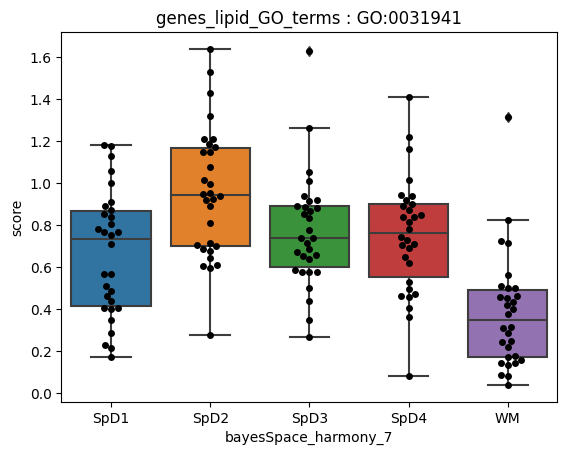 genes_lipid_GO_terms : GO:0031941
score
1.6
1.4
1.2
1.0
0.8
0.6
0.4
0.2
0.0
SpD1 SpD2 SpD3 SpD4 WM
bayesSpace_harmony_7